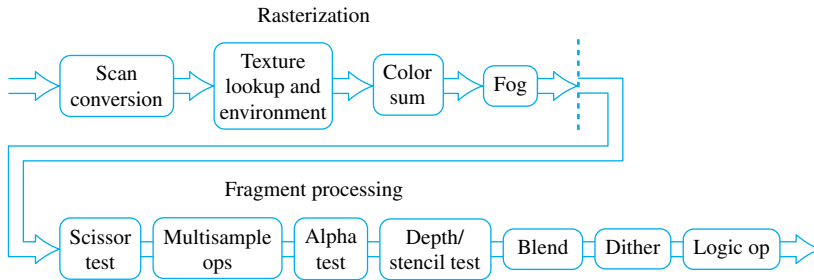 Rasterization
Scan
conversion
Texture
lookup and
environment
Color
sum
Fog
Fragment processing
Scissor
test
Multisample
ops
Alpha
test
Depth/
stencil test
Blend
Dither
Logic op